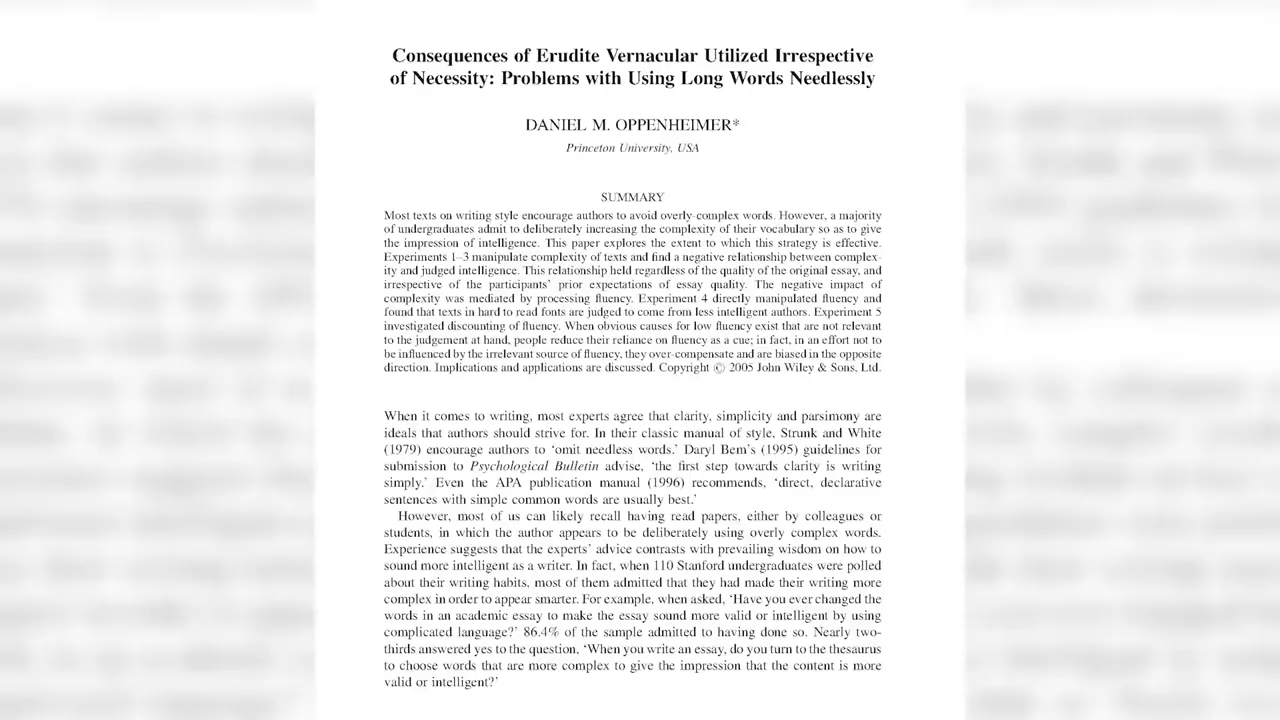 Consequences of Erudite Vernacular Utilized Irrespective
of Necessity: Problems with Using Long Words Needlessly
DANIEL M. OPPENHEIMER*
Princeton University, USA
SUMMARY
Most texts on writing style encourage authors to avoid overly-complex words. However, a majority
of undergraduates admit to deliberately increasing the complexity of their vocabulary so as to give
the impression of intelligence. This paper explores the extent to which this strategy is effective.
Experiments 1–3 manipulate complexity of texts and find a negative relationship between complex-
ity and judged intelligence. This relationship held regardless of the quality of the original essay, and
irrespective of the participants' prior expectations of essay quality. The negative impact of
complexity was mediated by processing fluency. Experiment 4 directly manipulated fluency and
found that texts in hard to read fonts are judged to come from less intelligent authors. Experiment 5
investigated discounting of fluency. When obvious causes for low fluency exist that are not relevant
to the judgement at hand, people reduce their reliance on fluency as a cue; in fact, in an effort not to
be influenced by the irrelevant source of fluency, they over-compensate and are biased in the opposite
direction. Implications and applications are discussed. Copyright © 2005 John Wiley & Sons, Ltd.
When it comes to writing, most experts agree that clarity, simplicity and parsimony are
ideals that authors should strive for. In their classic manual of style, Strunk and White
(1979) encourage authors to 'omit needless words.' Daryl Bem's (1995) guidelines for
submission to Psychological Bulletin advise, 'the first step towards clarity is writing
simply.' Even the APA publication manual (1996) recommends, 'direct, declarative
sentences with simple common words are usually best.'
However, most of us can likely recall having read papers, either by colleagues or
students, in which the author appears to be deliberately using overly complex words.
Experience suggests that the experts' advice contrasts with prevailing wisdom on how to
sound more intelligent as a writer. In fact, when 110 Stanford undergraduates were polled
about their writing habits, most of them admitted that they had made their writing more
complex in order to appear smarter. For example, when asked, 'Have you ever changed the
words in an academic essay to make the essay sound more valid or intelligent by using
complicated language?' 86.4% of the sample admitted to having done so. Nearly two-
thirds answered yes to the question, 'When you write an essay, do you turn to the thesaurus
to choose words that are more complex to give the impression that the content is more
valid or intelligent?'